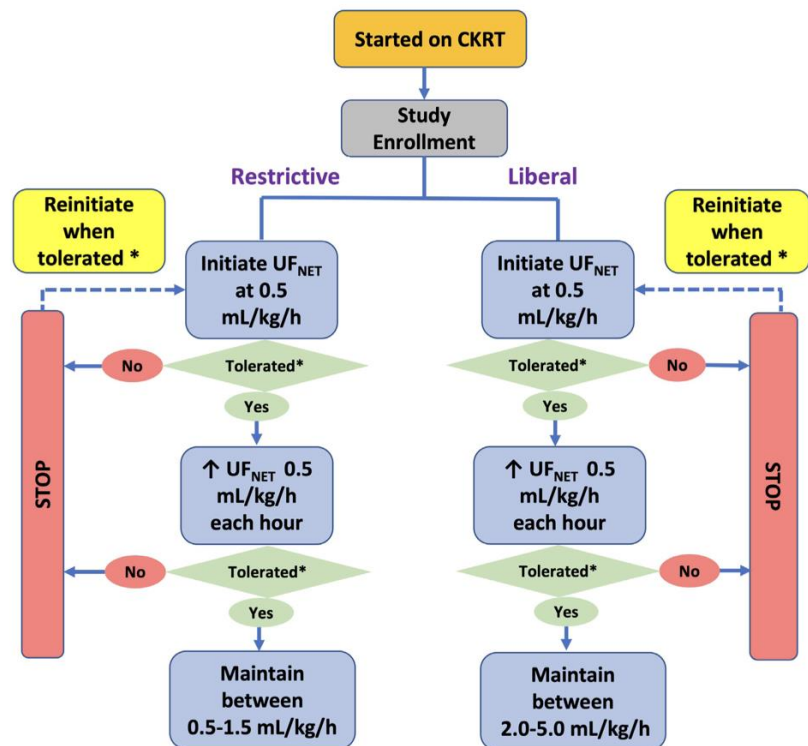 Started on CKRT
Study
Enrollment
Restrictive
Liberal
Reinitiate
when
tolerated *
Reinitiate
when
tolerated *
Initiate UFNET
at 0.5
mL/kg/h
Initiate UFNET
at 0.5
mL/kg/h
No
Tolerated*
Tolerated*
No
Yes
Yes
STOP
↑ UFNET 0.5
mL/kg/h
each hour
↑ UFNET 0.5
mL/kg/h
each hour
STOP
No
Tolerated*
Tolerated*
No
Yes
Yes
Maintain
between
0.5-1.5 mL/kg/h
Maintain
between
2.0-5.0 mL/kg/h